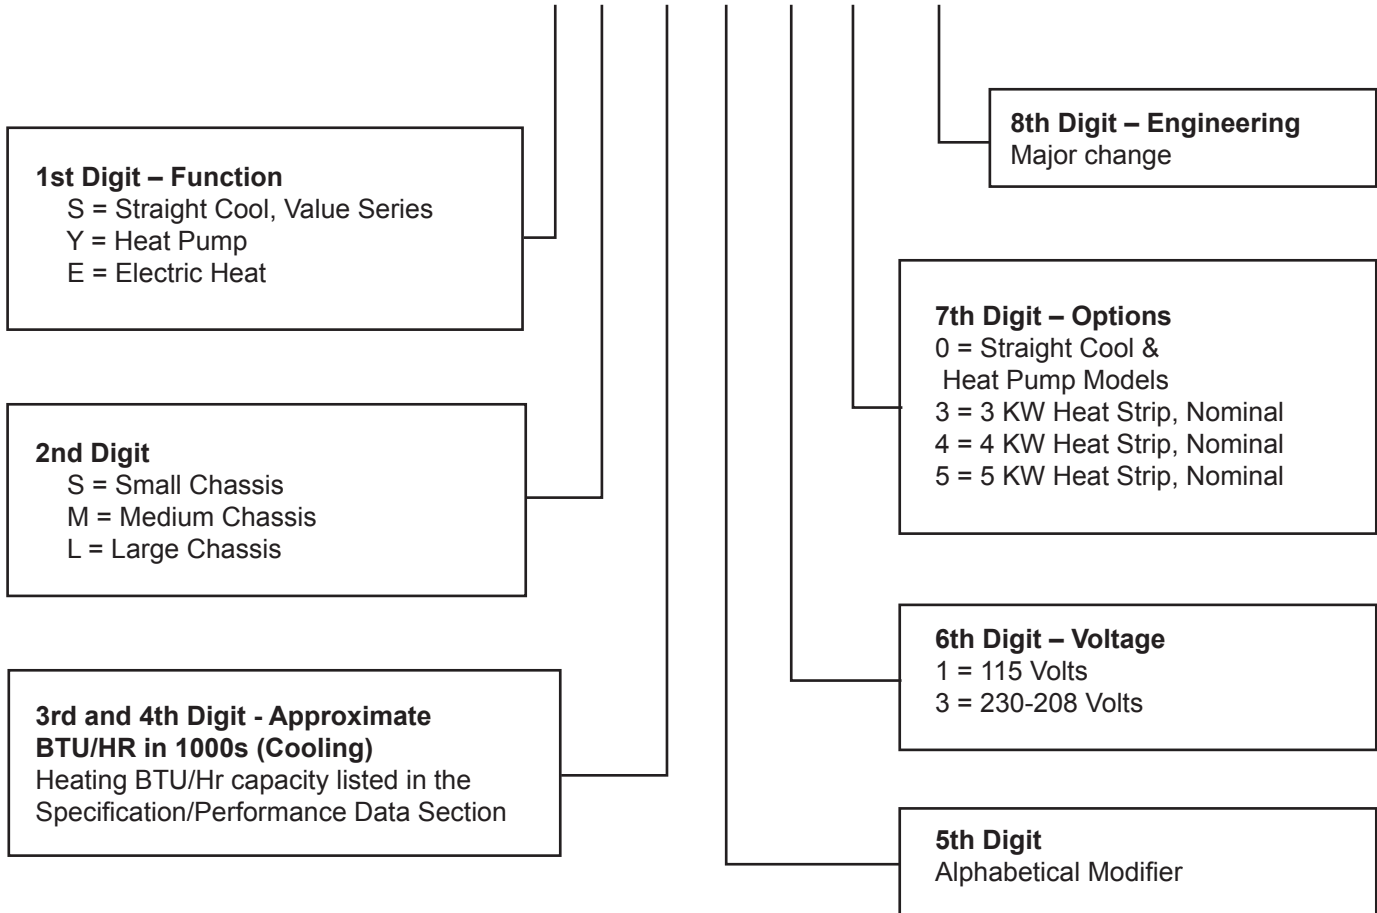 1st Digit – Function
S = Straight Cool, Value Series
Y = Heat Pump
E = Electric Heat
2nd Digit
S = Small Chassis
M = Medium Chassis
L = Large Chassis
3rd and 4th Digit - Approximate
BTU/HR in 1000s (Cooling)
Heating BTU/Hr capacity listed in the
Specification/Performance Data Section
8th Digit – Engineering
Major change
7th Digit – Options
0 = Straight Cool &
Heat Pump Models
3 = 3 KW Heat Strip, Nominal
4 = 4 KW Heat Strip, Nominal
5 = 5 KW Heat Strip, Nominal
6th Digit – Voltage
1 = 115 Volts
3 = 230-208 Volts
5th Digit
Alphabetical Modifier